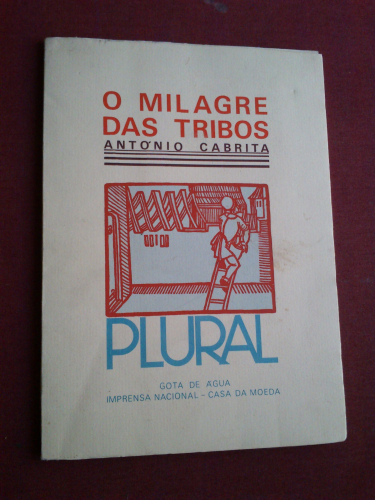 O MILAGRE
DAS TRIBOS
ANTÓNIO CABRITA
PLURAL
GOTA DE ÁGUA
IMPRENSA NACIONAL - CASA DA MOEDA